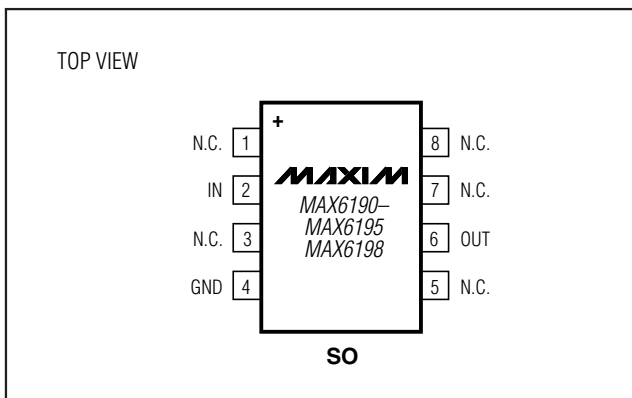 TOP VIEW
+
N.C. 1
8 N.C.
IN 2
MAXIM
7 N.C.
MAX6190–
MAX6195
MAX6198
N.C. 3
6 OUT
GND 4
5 N.C.
SO